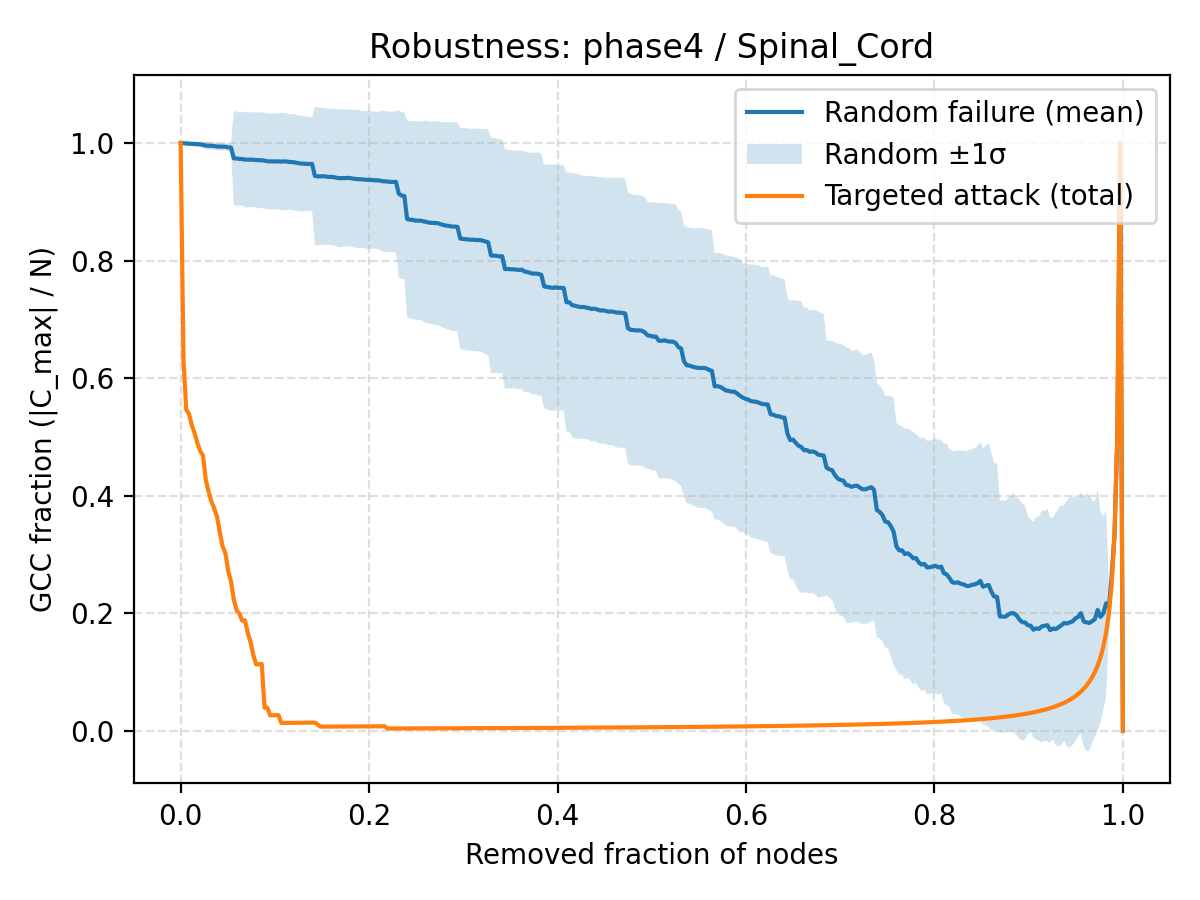 Robustness: phase4 / Spinal_Cord
Random failure (mean)
Random ±1σ
Targeted attack (total)
GCC fraction (|C_max| / N)
1.0
0.8
0.6
0.4
0.2
0.0
0.0 0.2 0.4 0.6 0.8 1.0
Removed fraction of nodes